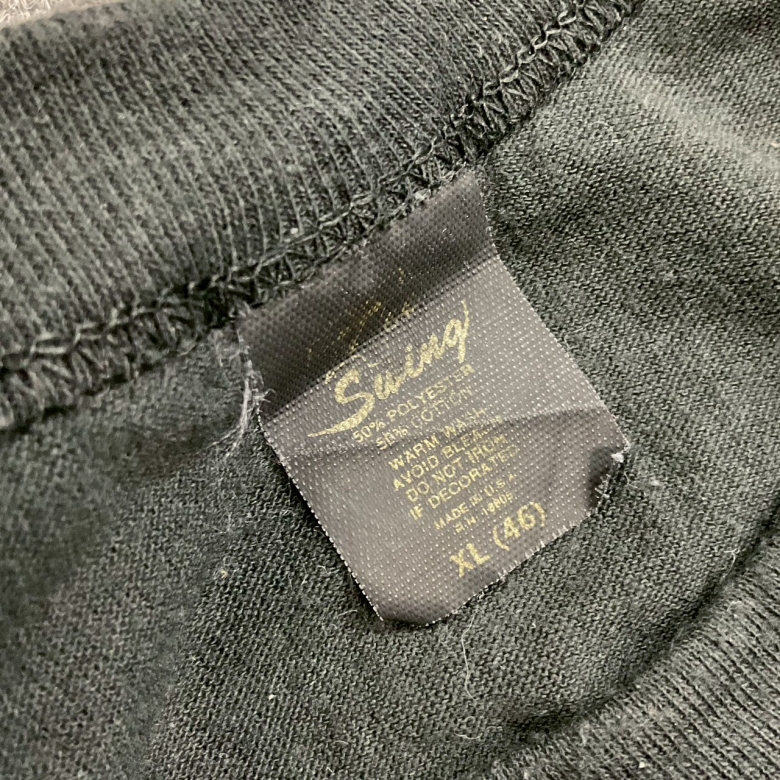 Swing
50% POLYESTER
50% COTTON
WARM WASH
AVOID BLEACH
DO NOT IRON
IF DECORATED
MADE IN U.S.A.
XL (46)